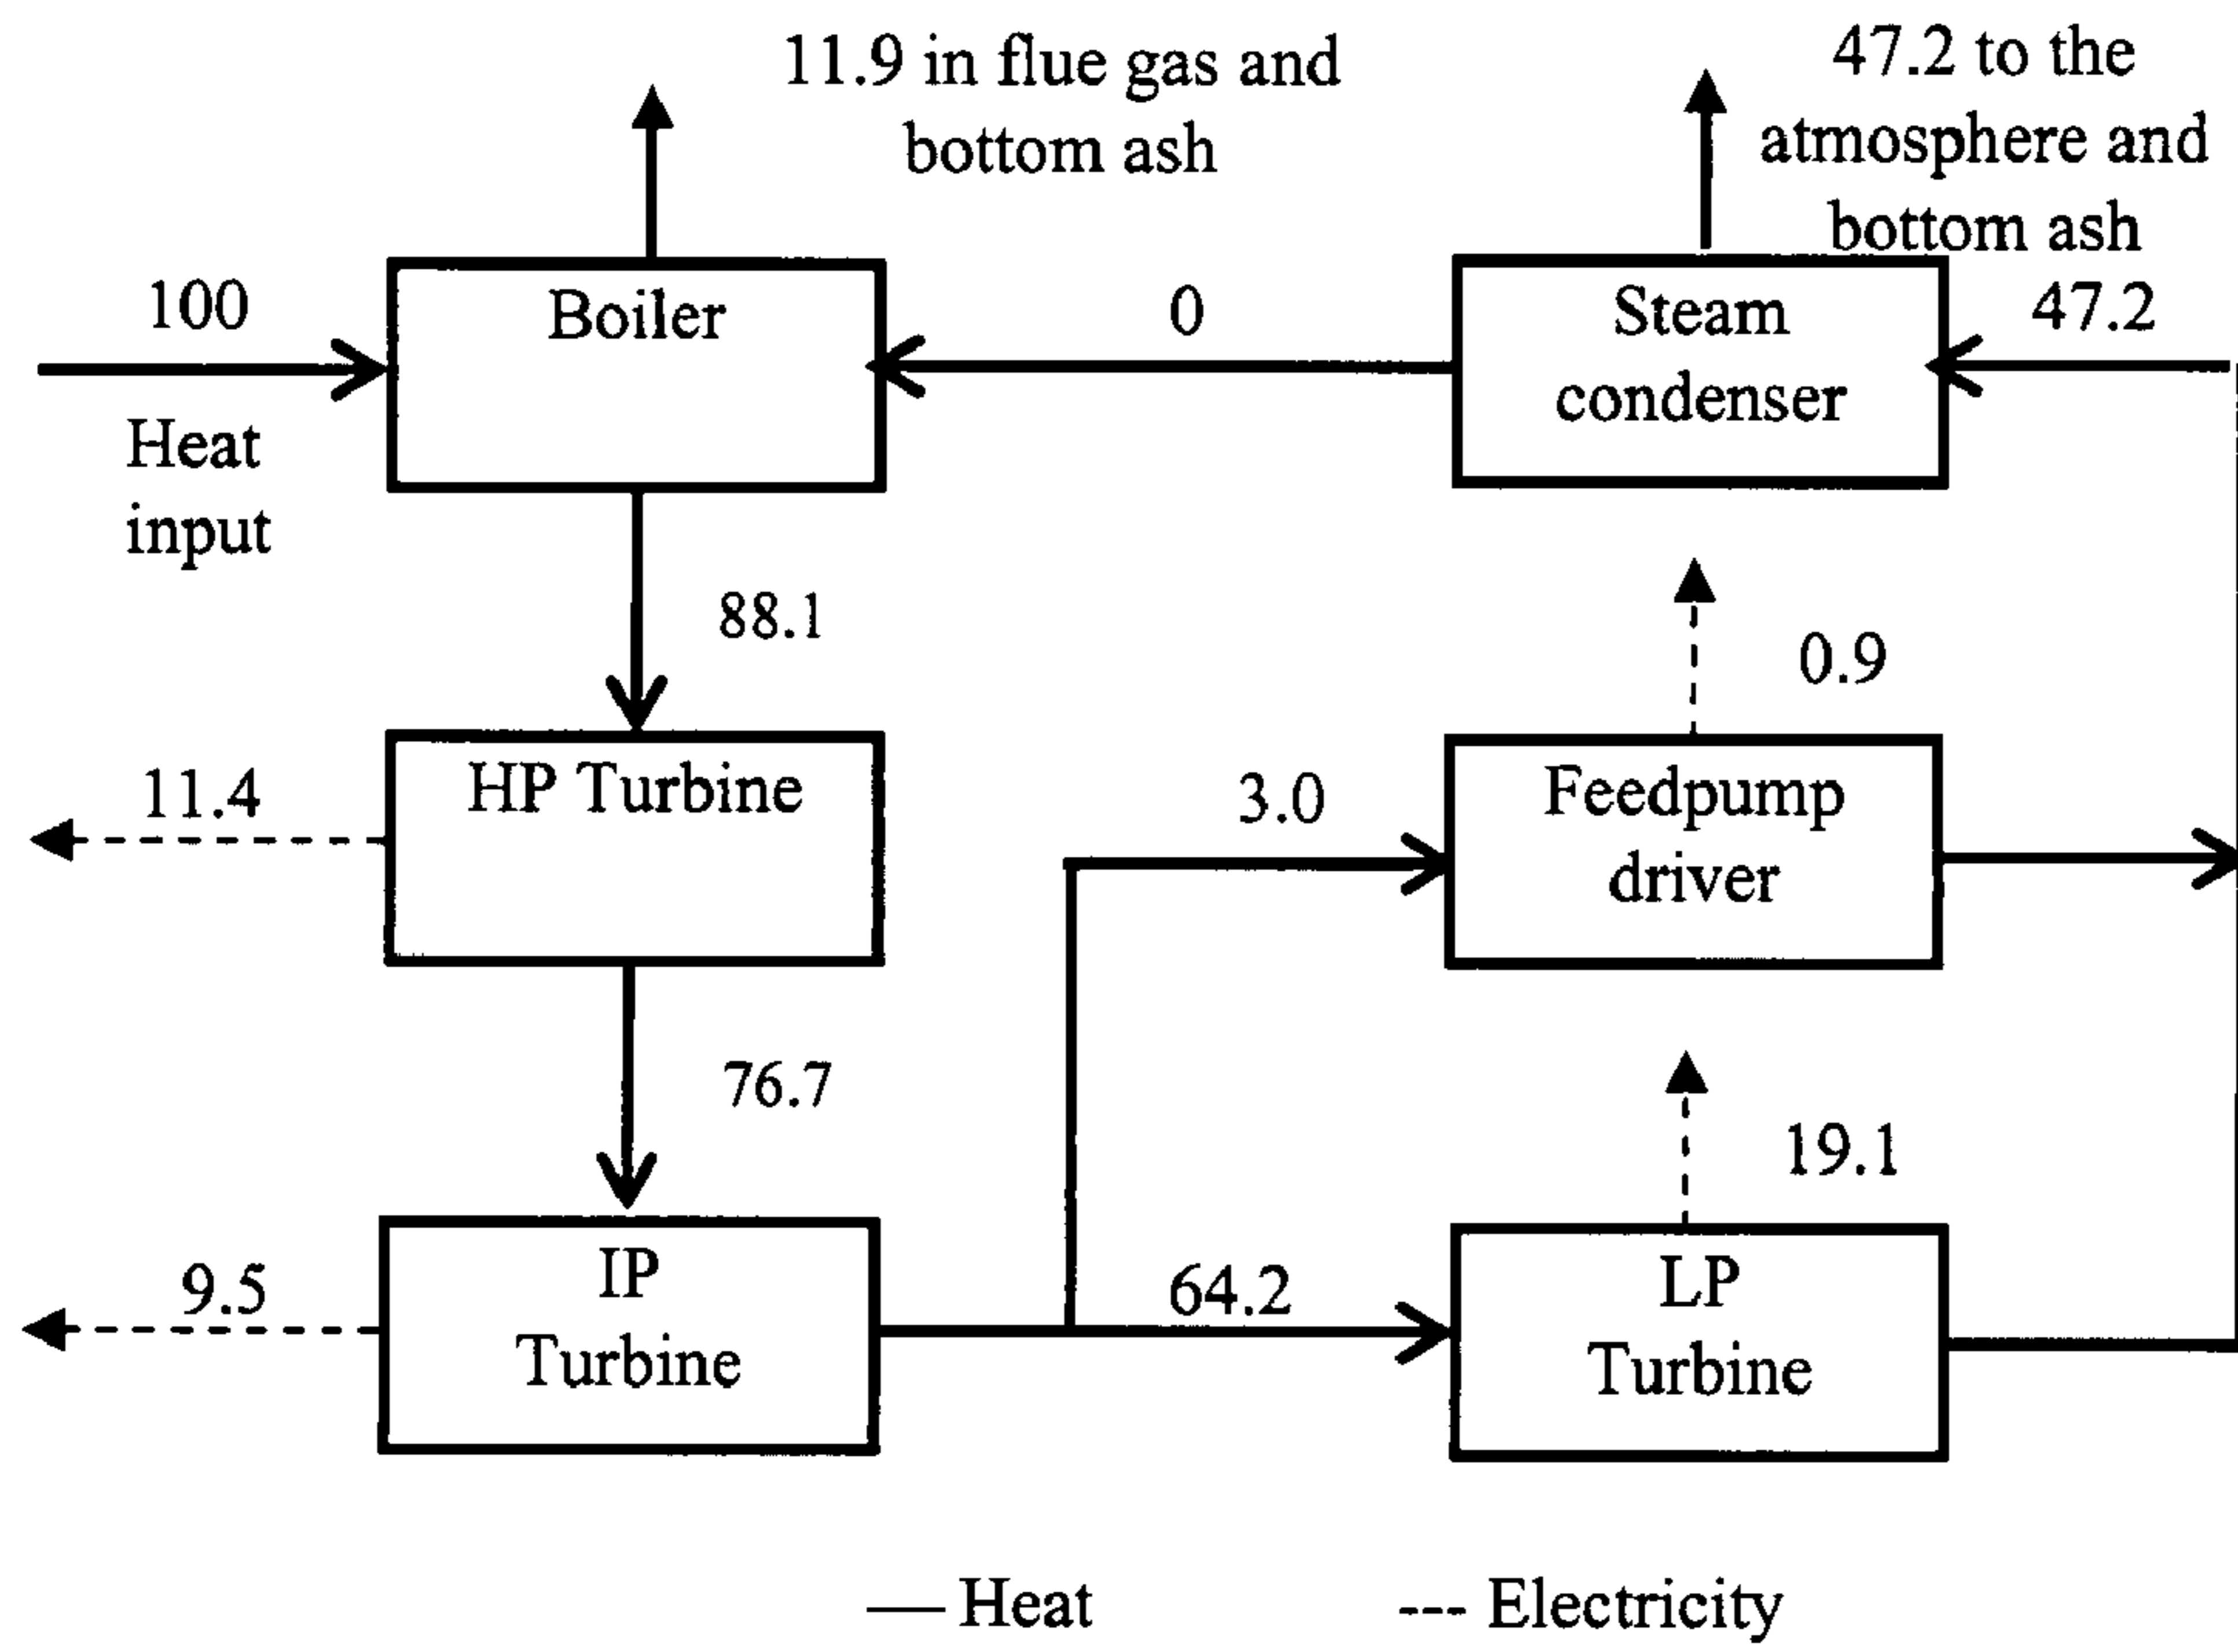 11.9 in flue gas and
bottom ash
47.2 to the
atmosphere and
bottom ash
100
Heat
input
Boiler
0
Steam
condenser
47.2
88.1
0.9
11.4
HP Turbine
3.0
Feedpump
driver
76.7
19.1
9.5
IP
Turbine
64.2
LP
Turbine
Heat
Electricity